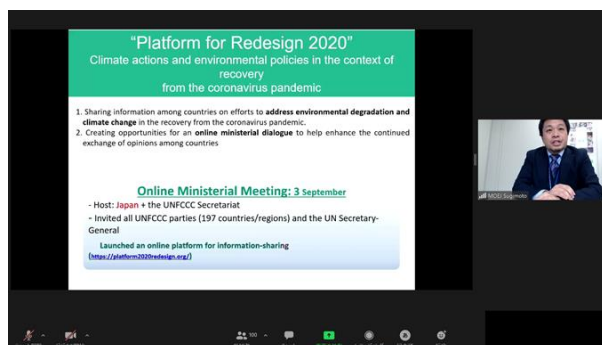 “Platform for Redesign 2020”
Climate actions and environmental policies in the context of
recovery
from the coronavirus pandemic
1. Sharing information among countries on efforts to address environmental degradation and
climate change in the recovery from the coronavirus pandemic.
2. Creating opportunities for an online ministerial dialogue to help enhance the continued
exchange of opinions among countries
Online Ministerial Meeting: 3 September
- Host: Japan + the UNFCCC Secretariat
- Invited all UNFCCC parties (197 countries/regions) and the UN Secretary-
General
Launched an online platform for information-sharing
(https://platform2020redesign.org/)
MOEJ Sugimoto
100